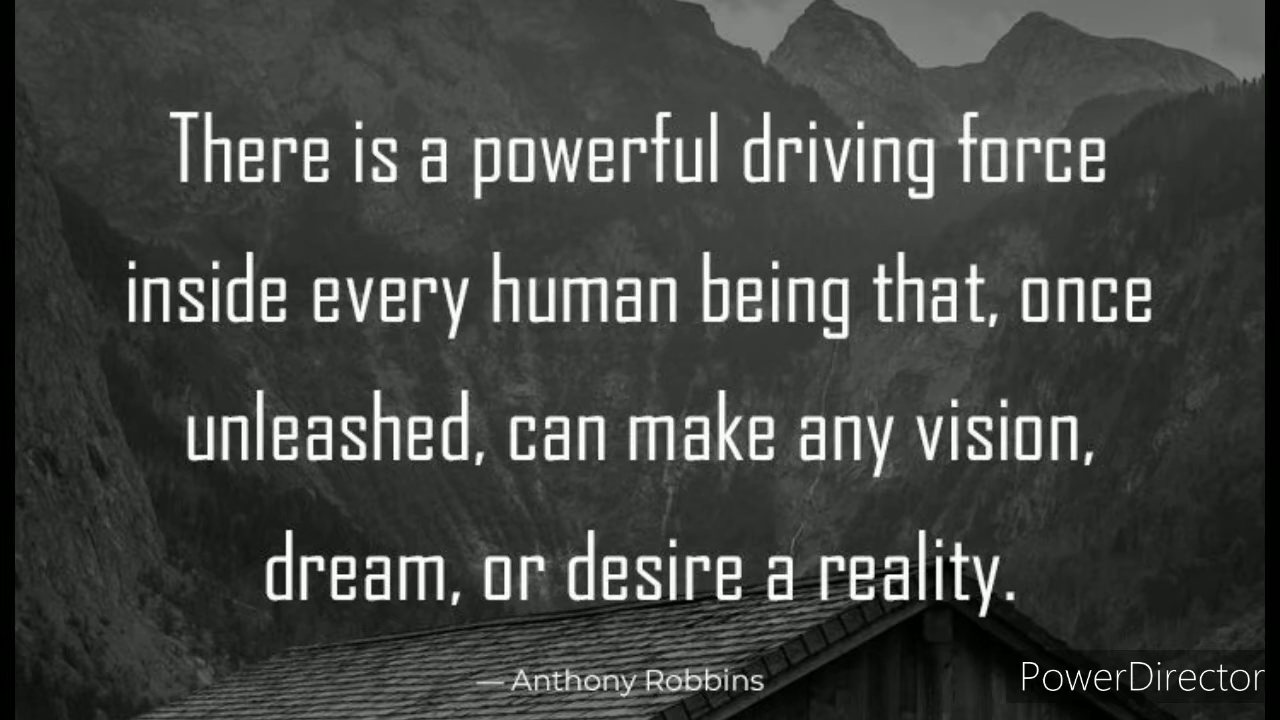 There is a powerful driving force
inside every human being that, once
unleashed, can make any vision,
dream, or desire a reality.
— Anthony Robbins
PowerDirector